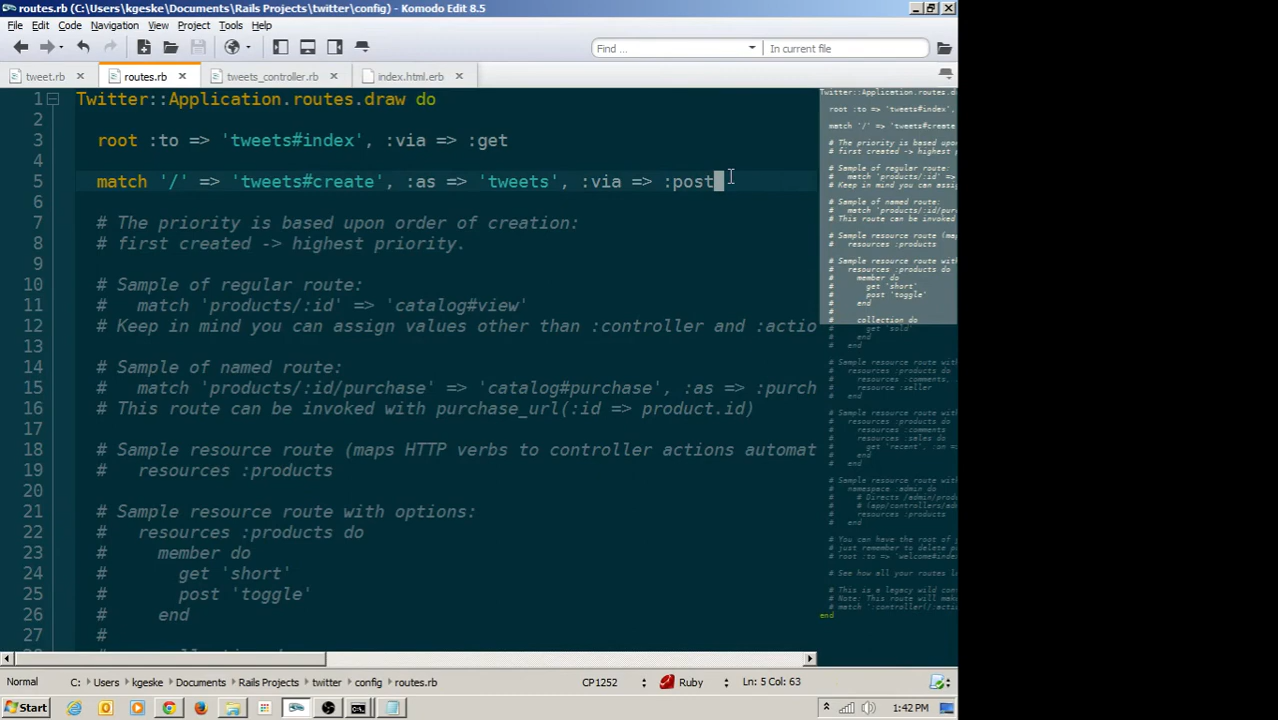 routes.rb (C:\Users\kgeske\Documents\Rails Projects\twitter\config) - Komodo Edit 8.5
File Edit Code Navigation View Project Tools Help
Find ... In current file
tweet.rb routes.rb tweets_controller.rb index.html.erb
1 Twitter::Application.routes.draw do
2
3 root :to => 'tweets#index', :via => :get
4
5 match '/' => 'tweets#create', :as => 'tweets', :via => :post
6
7 # The priority is based upon order of creation:
8 # first created -> highest priority.
9
10 # Sample of regular route:
11 #   match 'products/:id' => 'catalog#view'
12 # Keep in mind you can assign values other than :controller and :actio
13
14 # Sample of named route:
15 #   match 'products/:id/purchase' => 'catalog#purchase', :as => :purch
16 # This route can be invoked with purchase_url(:id => product.id)
17
18 # Sample resource route (maps HTTP verbs to controller actions automat
19 #   resources :products
20
21 # Sample resource route with options:
22 #   resources :products do
23 #     member do
24 #       get 'short'
25 #       post 'toggle'
26 #     end
27 #
Normal C: Users kgeske Documents Rails Projects twitter config routes.rb CP1252 Ruby Ln: 5 Col: 63
Start 1:42 PM